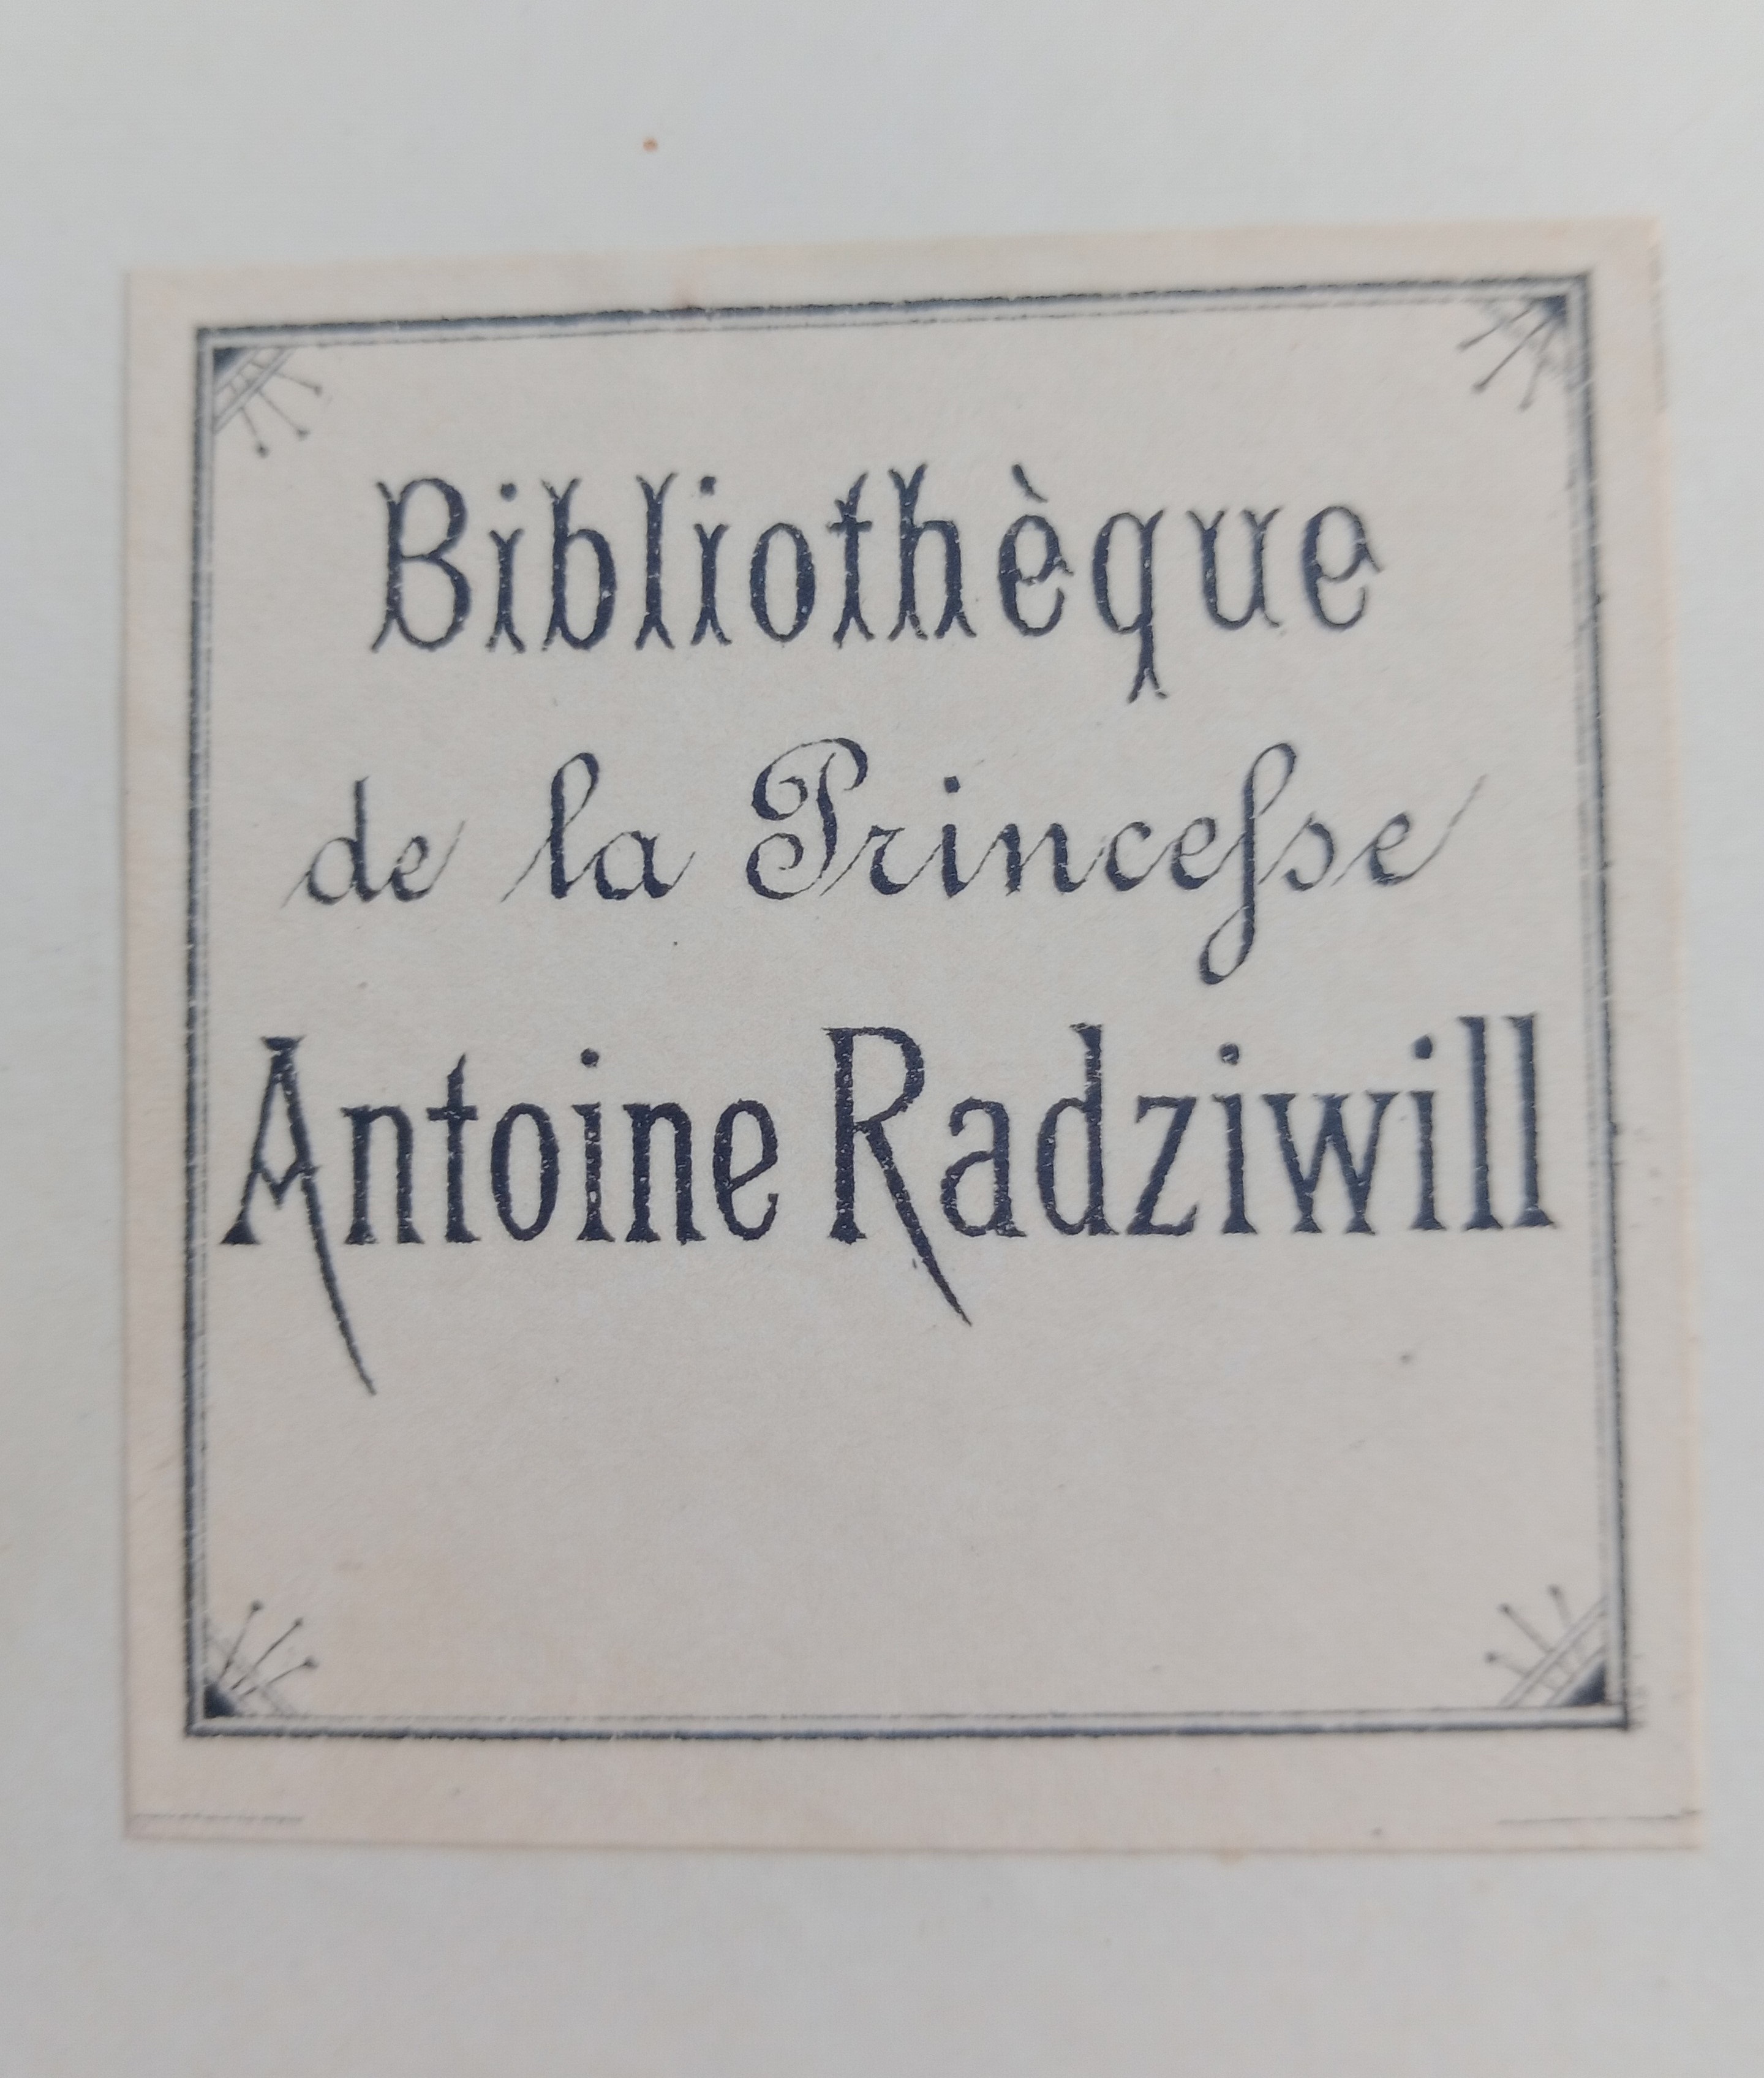 Bibliothèque
de la Princeſse
Antoine Radziwill